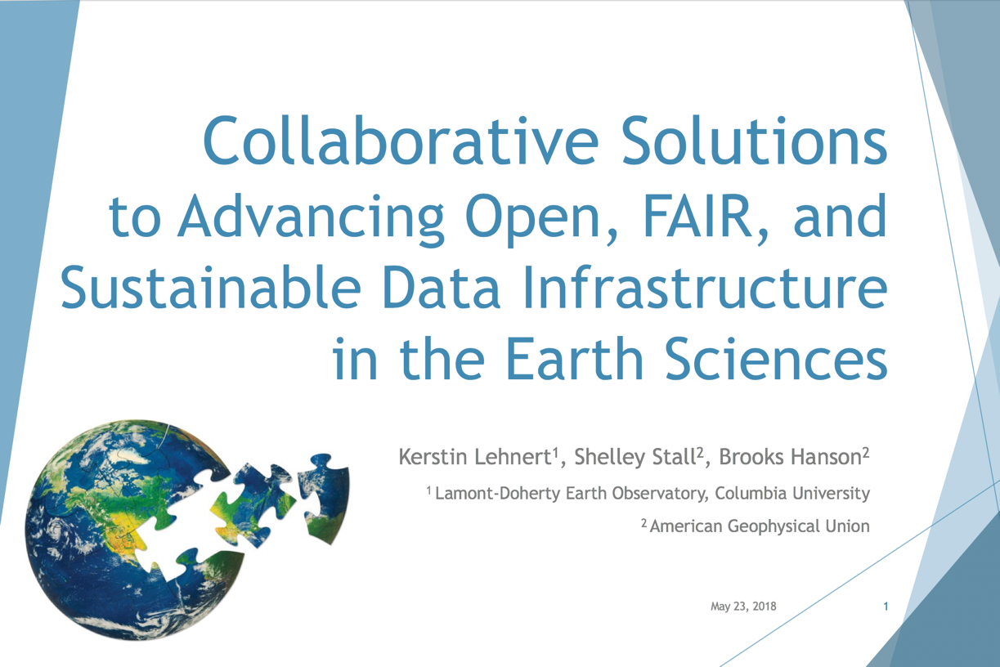 Collaborative Solutions
to Advancing Open, FAIR, and
Sustainable Data Infrastructure
in the Earth Sciences
Kerstin Lehnert¹, Shelley Stall², Brooks Hanson²
¹ Lamont-Doherty Earth Observatory, Columbia University
² American Geophysical Union
May 23, 2018
1